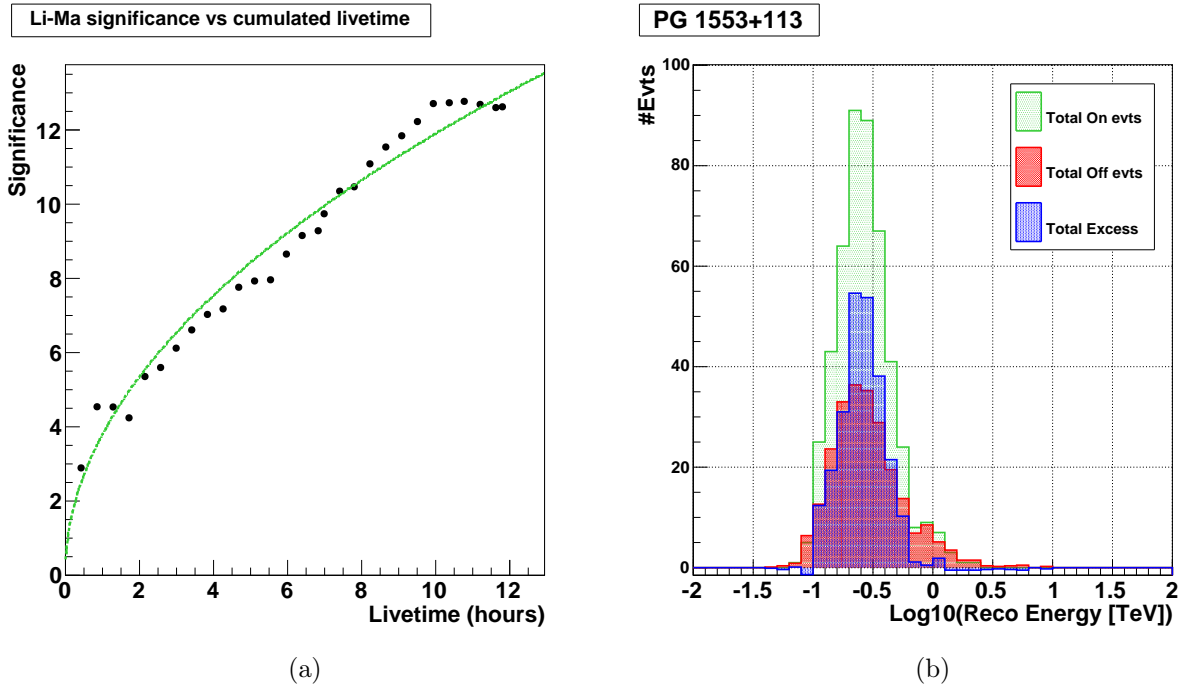 Li-Ma significance vs cumulated livetime
Significance
12
10
8
6
4
2
0
0 2 4 6 8 10 12
Livetime (hours)
(a)
PG 1553+113
#Evts
100
80
60
40
20
0
Total On evts
Total Off evts
Total Excess
-2 -1.5 -1 -0.5 0 0.5 1 1.5 2
Log10(Reco Energy [TeV])
(b)